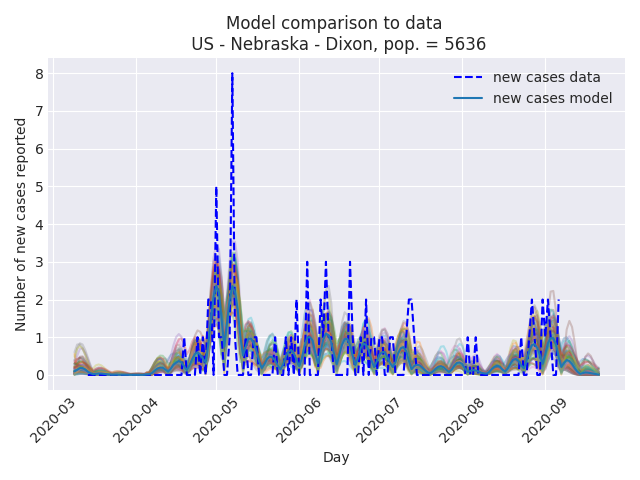 Model comparison to data
US - Nebraska - Dixon, pop. = 5636
new cases data
new cases model
Number of new cases reported
8
7
6
5
4
3
2
1
0
2020-03
2020-04
2020-05
2020-06
2020-07
2020-08
2020-09
Day